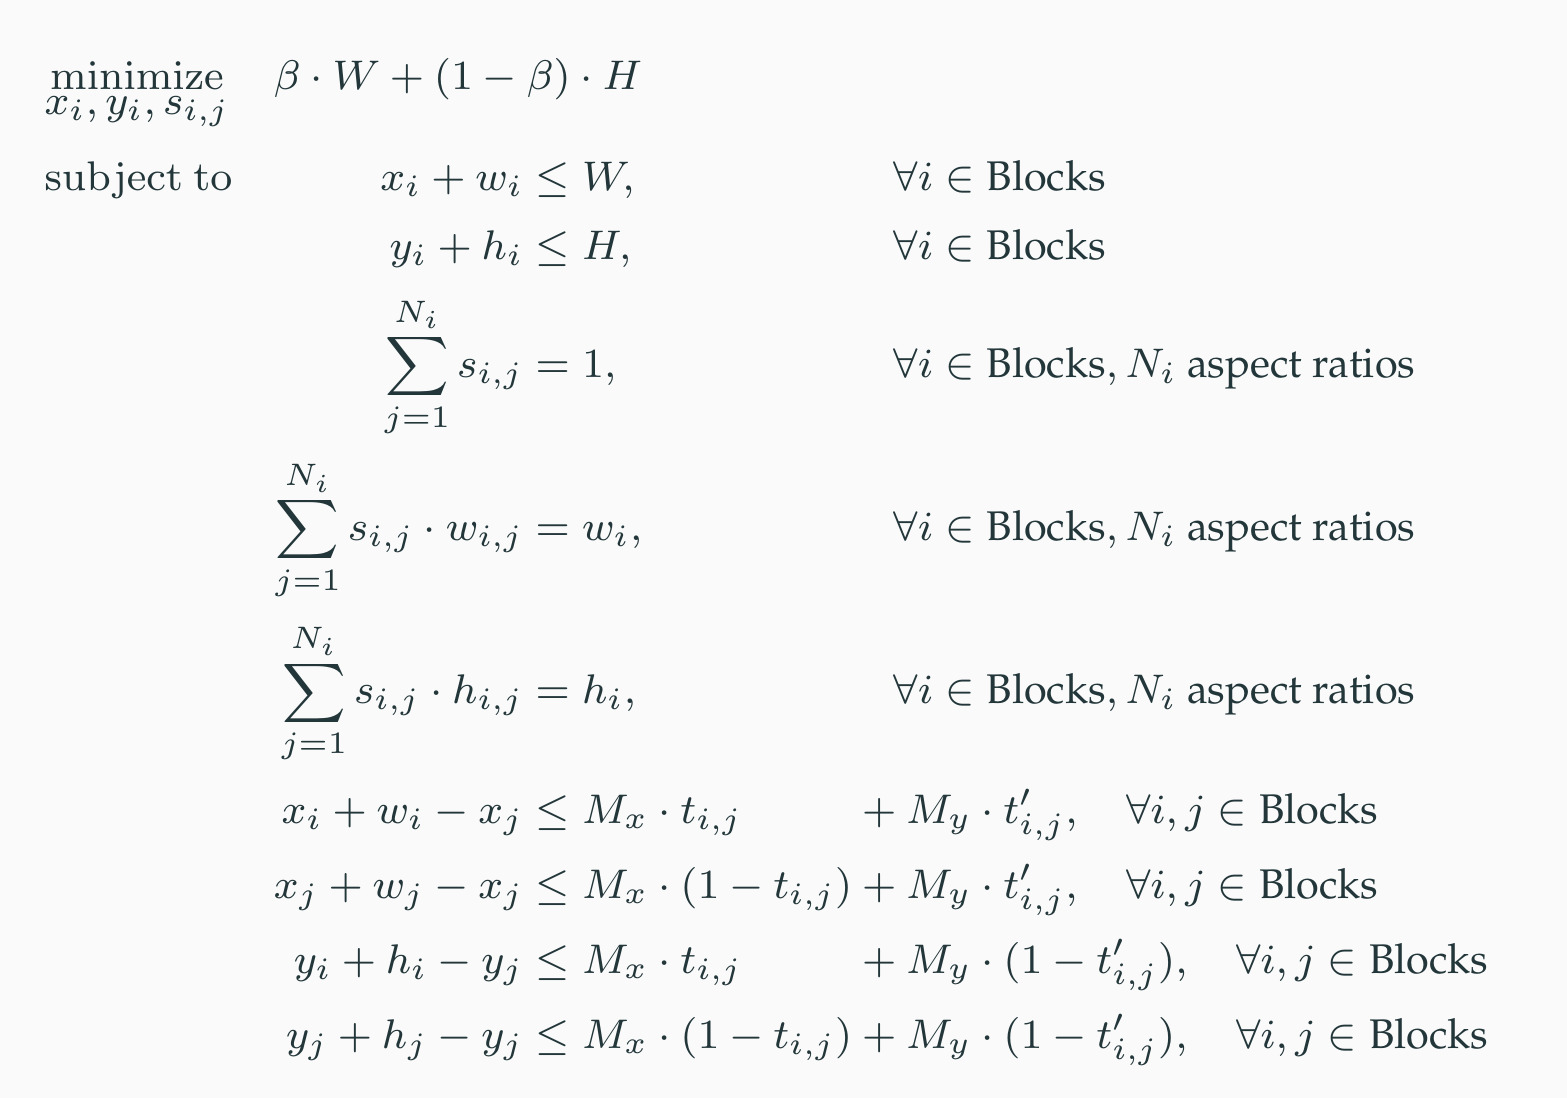 minimize β · W + (1 − β) · H
x_i, y_i, s_{i,j}
subject to x_i + w_i ≤ W, ∀i ∈ Blocks
y_i + h_i ≤ H, ∀i ∈ Blocks
∑_{j=1}^{N_i} s_{i,j} = 1, ∀i ∈ Blocks, N_i aspect ratios
∑_{j=1}^{N_i} s_{i,j} · w_{i,j} = w_i, ∀i ∈ Blocks, N_i aspect ratios
∑_{j=1}^{N_i} s_{i,j} · h_{i,j} = h_i, ∀i ∈ Blocks, N_i aspect ratios
x_i + w_i − x_j ≤ M_x · t_{i,j} + M_y · t′_{i,j}, ∀i, j ∈ Blocks
x_j + w_j − x_j ≤ M_x · (1 − t_{i,j}) + M_y · t′_{i,j}, ∀i, j ∈ Blocks
y_i + h_i − y_j ≤ M_x · t_{i,j} + M_y · (1 − t′_{i,j}), ∀i, j ∈ Blocks
y_j + h_j − y_j ≤ M_x · (1 − t_{i,j}) + M_y · (1 − t′_{i,j}), ∀i, j ∈ Blocks